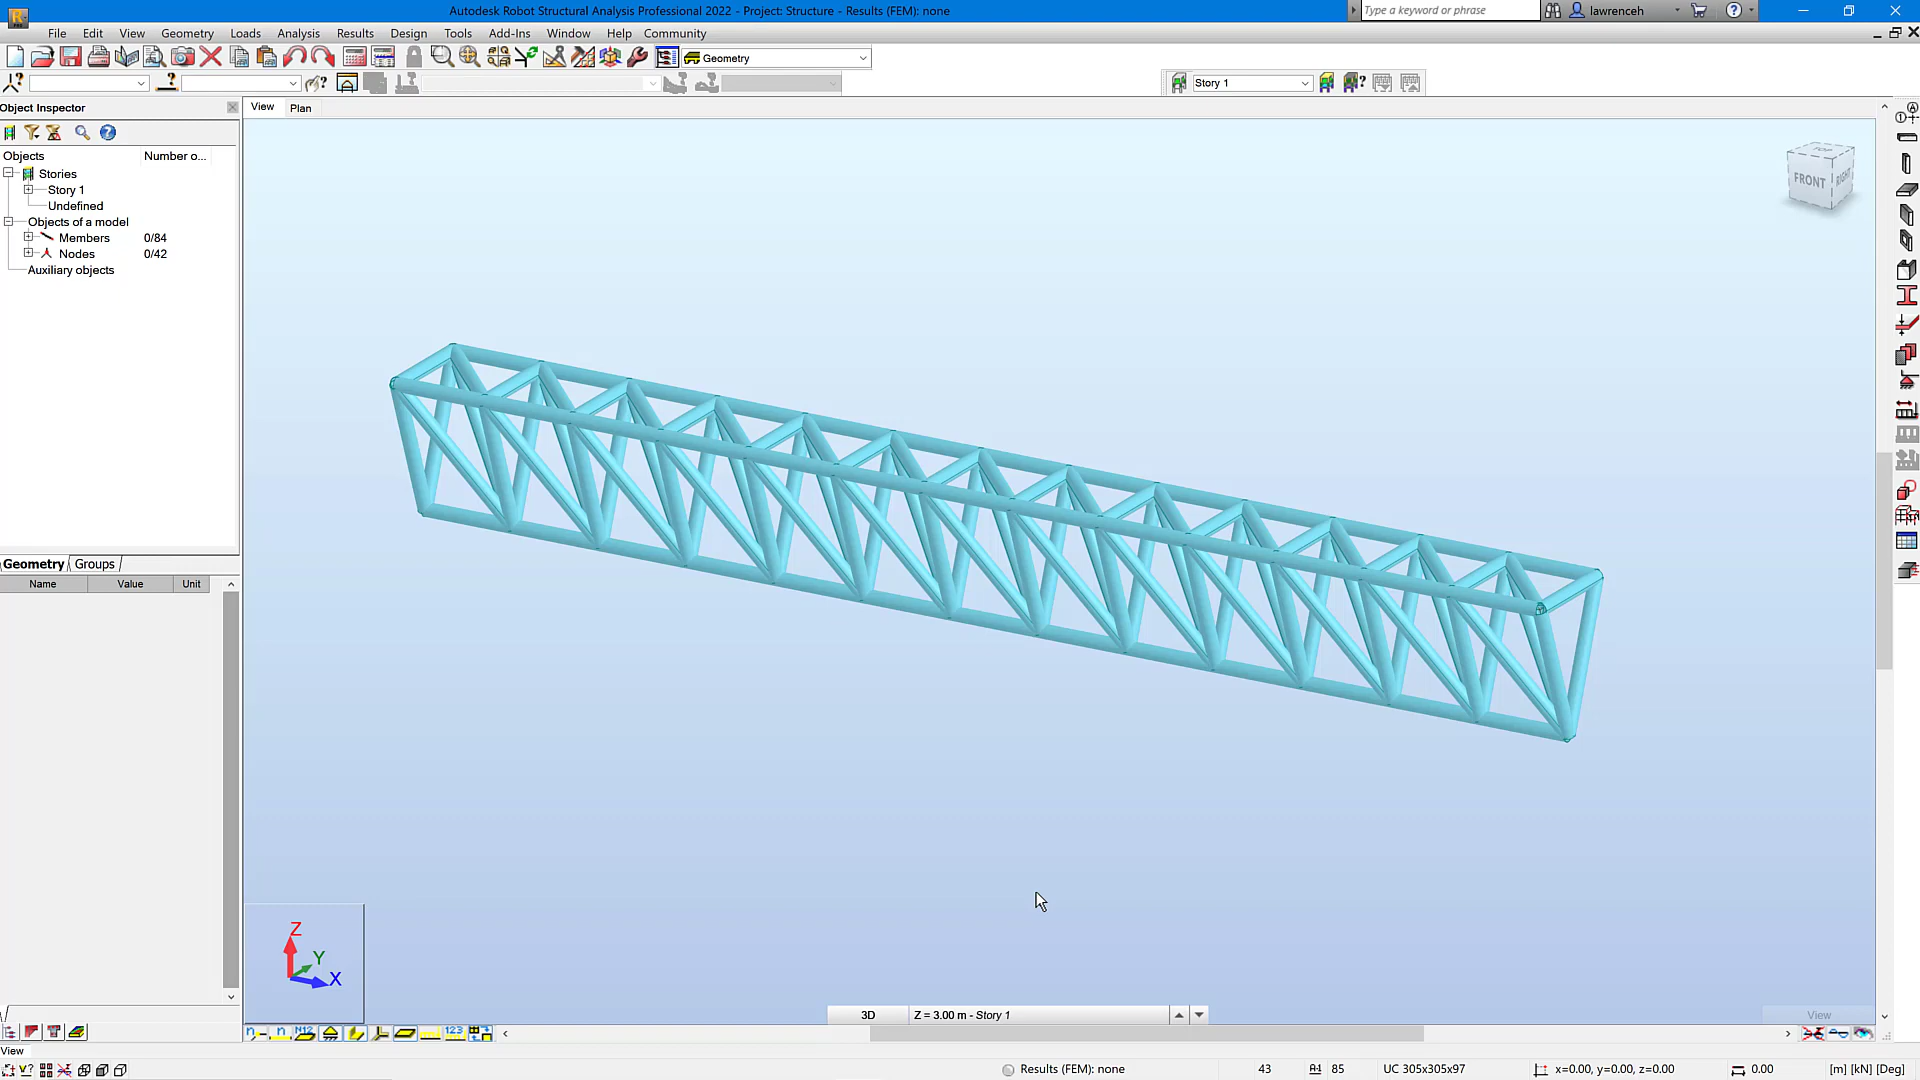 Autodesk Robot Structural Analysis Professional 2022 - Project: Structure - Results (FEM): none
Type a keyword or phrase
lawrenceh
File Edit View Geometry Loads Analysis Results Design Tools Add-Ins Window Help Community
Geometry
Story 1
Object Inspector
View Plan
Objects Number o...
Stories
Story 1
Undefined
Objects of a model
Members 0/84
Nodes 0/42
Auxiliary objects
TOP
FRONT
RIGHT
Geometry Groups
Name Value Unit
Z
Y
X
3D Z = 3.00 m - Story 1
View
View
Results (FEM): none 43 85 UC 305x305x97 x=0.00, y=0.00, z=0.00 0.00 [m] [kN] [Deg]